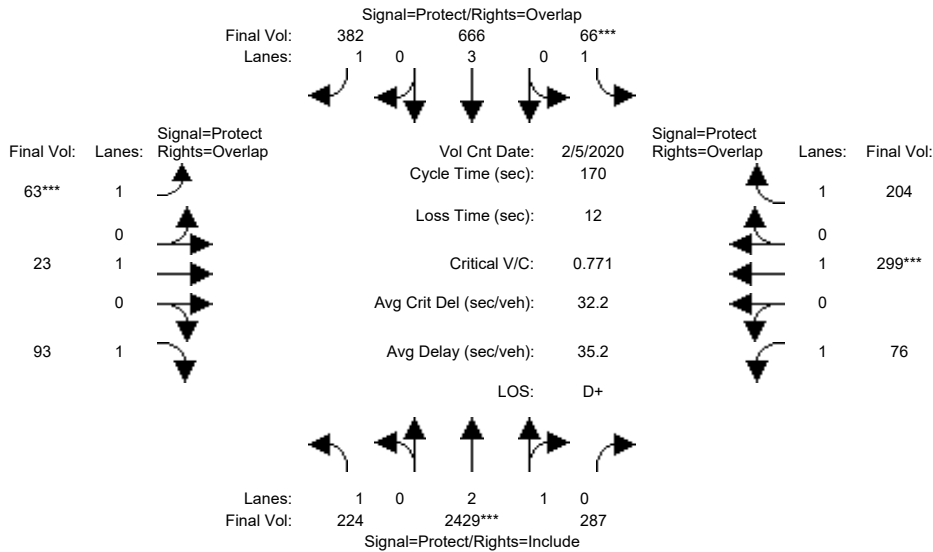 Signal=Protect/Rights=Overlap
Final Vol: 382 666 66***
Lanes: 1 0 3 0 1
Signal=Protect Signal=Protect
Final Vol: Lanes: Rights=Overlap Vol Cnt Date: 2/5/2020 Rights=Overlap Lanes: Final Vol:
Cycle Time (sec): 170
63*** 1 1 204
Loss Time (sec): 12
0 0
23 1 Critical V/C: 0.771 1 299***
0 Avg Crit Del (sec/veh): 32.2 0
93 1 Avg Delay (sec/veh): 35.2 1 76
LOS: D+
Lanes: 1 0 2 1 0
Final Vol: 224 2429*** 287
Signal=Protect/Rights=Include